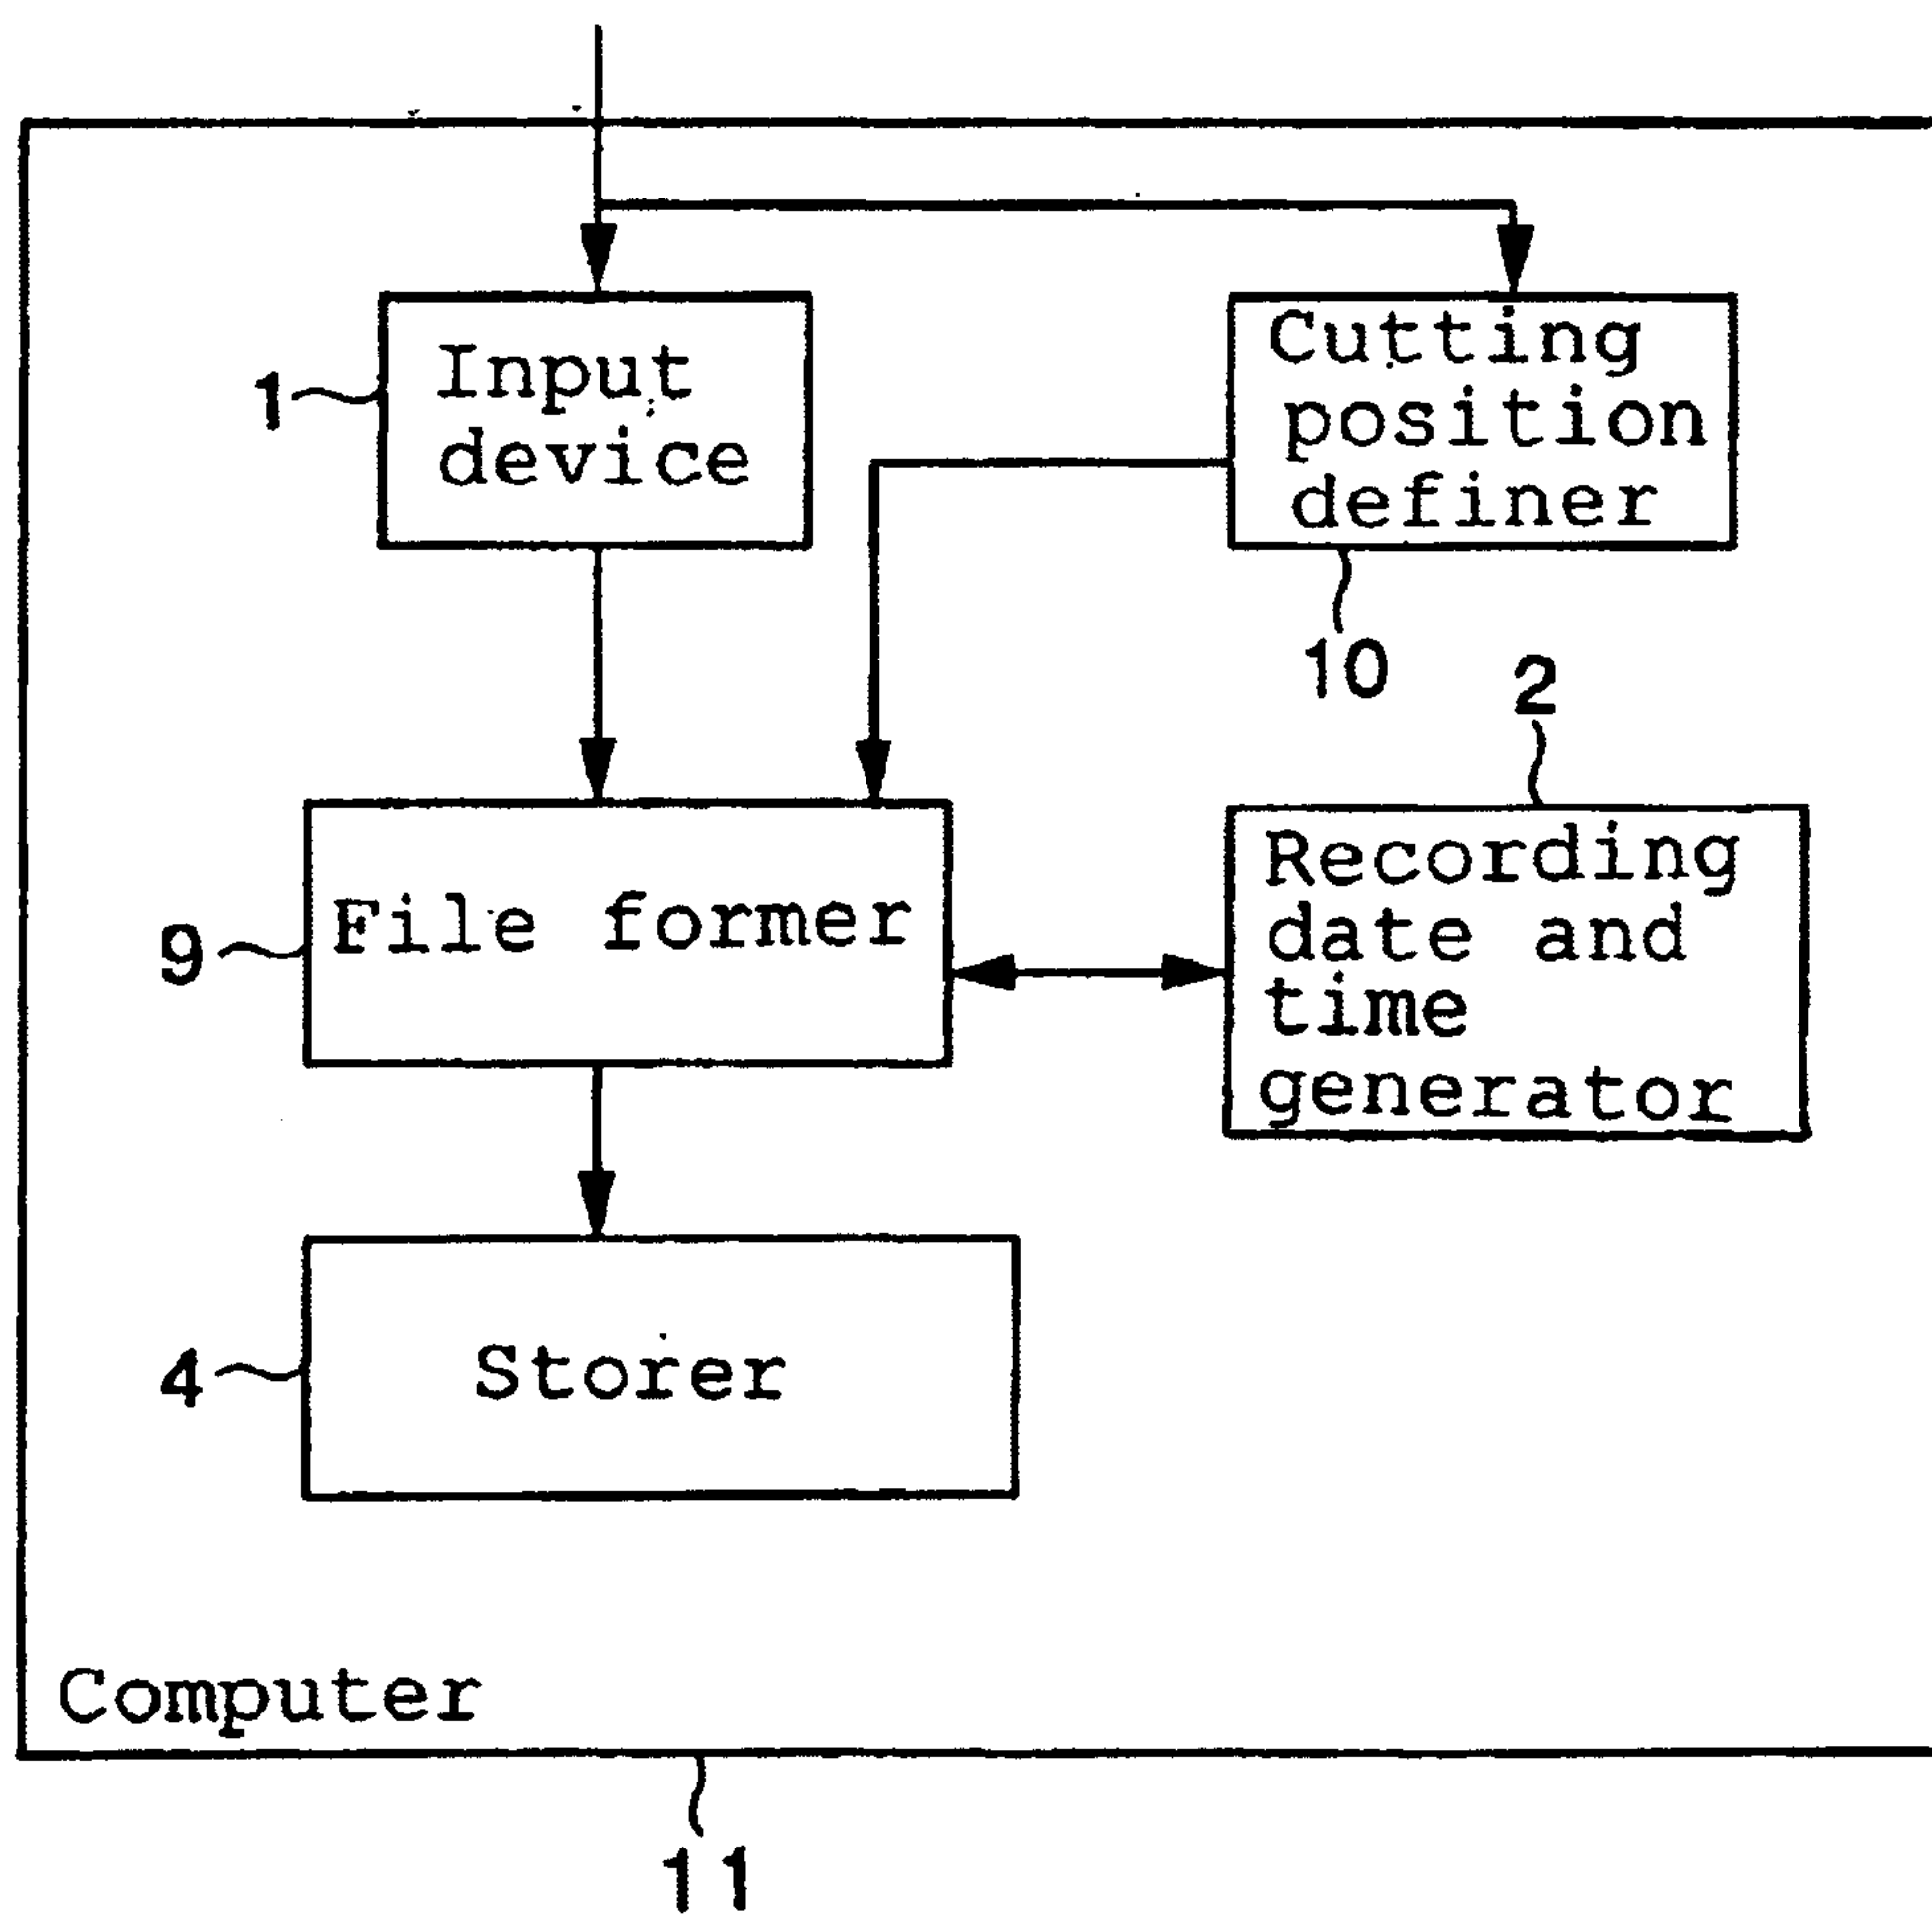 1
Input
device
Cutting
position
definer
10
2
9
File former
Recording
date and
time
generator
4
Storer
Computer
11